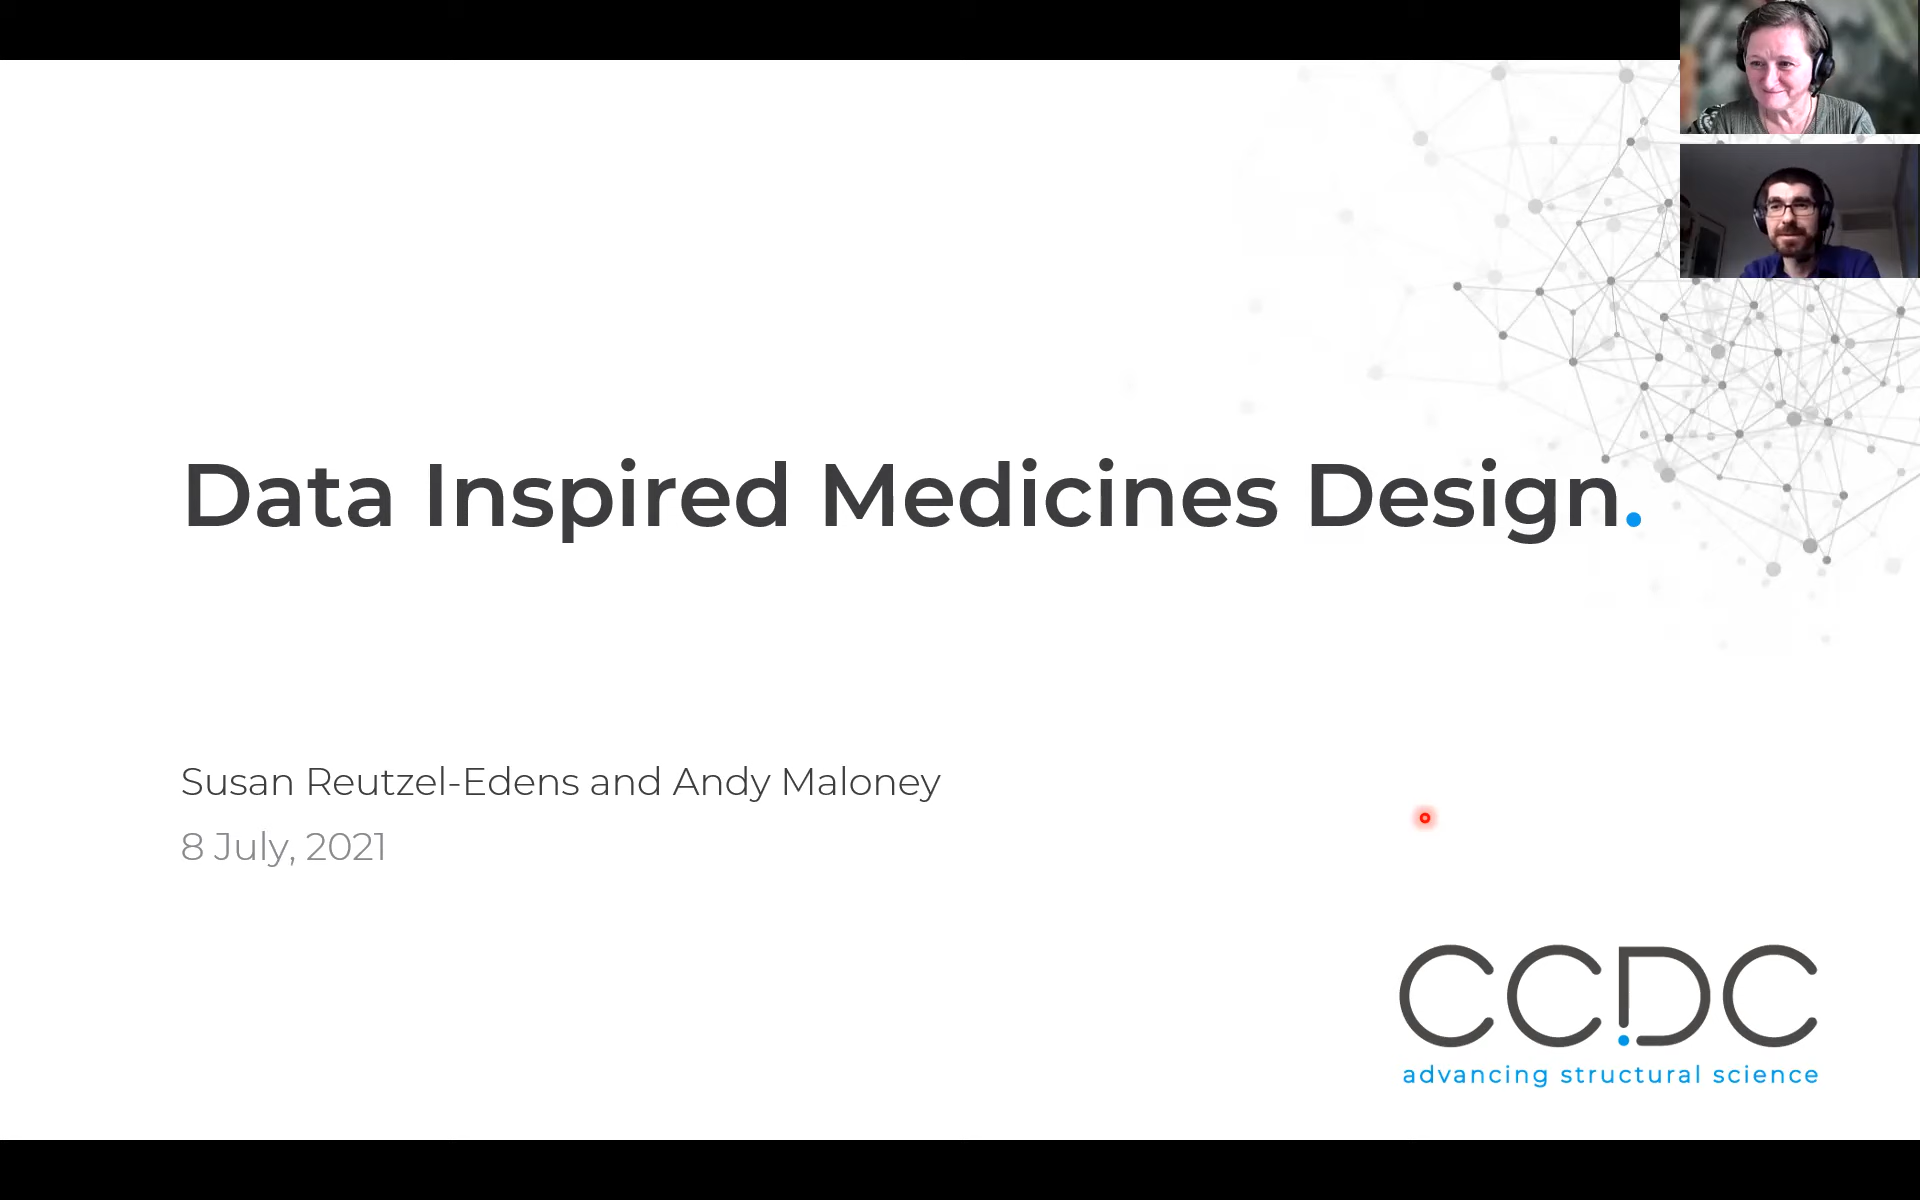 Data Inspired Medicines Design.
Susan Reutzel-Edens and Andy Maloney
8 July, 2021
CCDC
advancing structural science